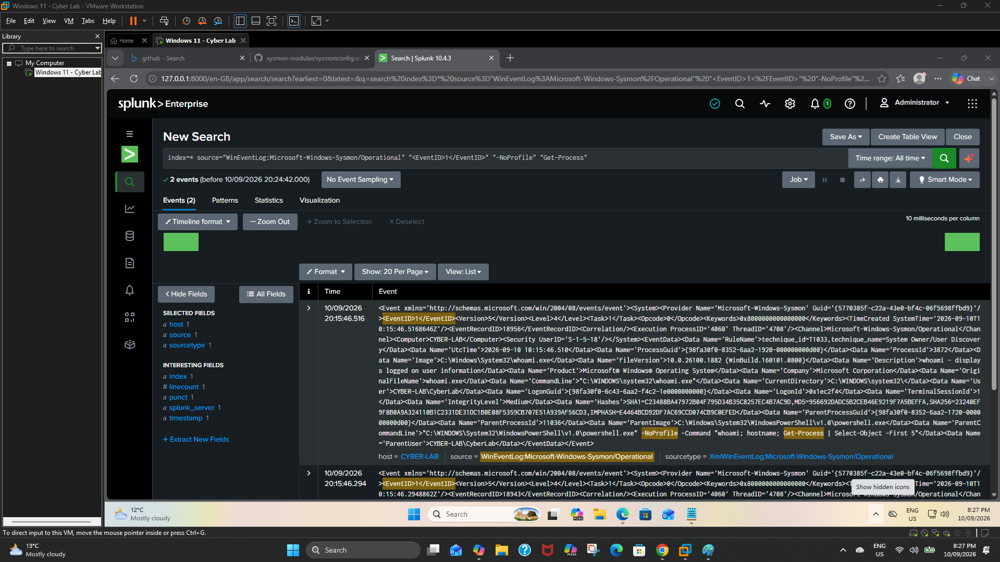 Windows 11 - Cyber Lab - VMware Workstation
File Edit View VM Tabs Help
Library
Type here to search
My Computer
Windows 11 - Cyber Lab
Home
Windows 11 - Cyber Lab
github - Search
sysmon-modular/sysmonconfig.xm
Search | Splunk 10.4.3
127.0.0.1:8000/en-GB/app/search/search?earliest=0&latest=&q=search%20index%3D*%20source%3D"WinEventLog%3AMicrosoft-Windows-Sysmon%2FOperational"%20"<EventID>1<%2FEventID>"%20"-NoProfile"%2...
Chat
splunk>Enterprise
1
Administrator
New Search
Save As
Create Table View
Close
index=* source="WinEventLog:Microsoft-Windows-Sysmon/Operational" "<EventID>1</EventID>" "-NoProfile" "Get-Process"
Time range: All time
2 events (before 10/09/2026 20:24:42.000)
No Event Sampling
Job
Smart Mode
Events (2)
Patterns
Statistics
Visualization
Timeline format
— Zoom Out
+ Zoom to Selection
× Deselect
10 milliseconds per column
Format
Show: 20 Per Page
View: List
< Hide Fields
All Fields
i
Time
Event
SELECTED FIELDS
a host 1
a source 1
a sourcetype 1
INTERESTING FIELDS
a index 1
# linecount 1
a punct 1
a splunk_server 1
a timestamp 1
+ Extract New Fields
10/09/2026
20:15:46.516
<Event xmlns='http://schemas.microsoft.com/win/2004/08/events/event'><System><Provider Name='Microsoft-Windows-Sysmon' Guid='{5770385f-c22a-43e0-bf4c-06f5698ffbd9}'/
><EventID>1</EventID><Version>5</Version><Level>4</Level><Task>1</Task><Opcode>0</Opcode><Keywords>0x8000000000000000</Keywords><TimeCreated SystemTime='2026-09-10T1
0:15:46.5168646Z'/><EventRecordID>18956</EventRecordID><Correlation/><Execution ProcessID='4060' ThreadID='4708'/><Channel>Microsoft-Windows-Sysmon/Operational</Chan
nel><Computer>CYBER-LAB</Computer><Security UserID='S-1-5-18'/></System><EventData><Data Name='RuleName'>technique_id=T1033,technique_name=System Owner/User Discover
y</Data><Data Name='UtcTime'>2026-09-10 10:15:46.510</Data><Data Name='ProcessGuid'>{98fa30f0-8352-6aa2-1920-000000000d00}</Data><Data Name='ProcessId'>3872</Data><D
ata Name='Image'>C:\Windows\System32\whoami.exe</Data><Data Name='FileVersion'>10.0.26100.1882 (WinBuild.160101.0800)</Data><Data Name='Description'>whoami - display
s logged on user information</Data><Data Name='Product'>Microsoft® Windows® Operating System</Data><Data Name='Company'>Microsoft Corporation</Data><Data Name='Origi
nalFileName'>whoami.exe</Data><Data Name='CommandLine'>"C:\WINDOWS\system32\whoami.exe"</Data><Data Name='CurrentDirectory'>C:\WINDOWS\system32\</Data><Data Name='Us
er'>CYBER-LAB\CyberLab</Data><Data Name='LogonGuid'>{98fa30f0-6c43-6aa2-f4c2-1e0000000000}</Data><Data Name='LogonId'>0x1ec2f4</Data><Data Name='TerminalSessionId'>1
</Data><Data Name='IntegrityLevel'>Medium</Data><Data Name='Hashes'>SHA1=C23488BA47972B04F795D34B35C8257EC4B7AC9D,MD5=956692DADC5B2CEB46E9219F7A5BEFFA,SHA256=23240EF
9F8B0A9A324110B1C2331DE31DC1B0E08F5359CB707E51A939AF56CD3,IMPHASH=E4464BCD92DF7AC69CCD074CB9C0EFED</Data><Data Name='ParentProcessGuid'>{98fa30f0-8352-6aa2-1720-0000
00000d00}</Data><Data Name='ParentProcessId'>11036</Data><Data Name='ParentImage'>C:\Windows\System32\WindowsPowerShell\v1.0\powershell.exe</Data><Data Name='ParentC
ommandLine'>"C:\WINDOWS\System32\WindowsPowerShell\v1.0\powershell.exe" -NoProfile -Command "whoami; hostname; Get-Process | Select-Object -First 5"</Data><Data Name
='ParentUser'>CYBER-LAB\CyberLab</Data></EventData></Event>
host = CYBER-LAB source = WinEventLog:Microsoft-Windows-Sysmon/Operational sourcetype = XmlWinEventLog:Microsoft-Windows-Sysmon/Operational
10/09/2026
20:15:46.294
<Event xmlns='http://schemas.microsoft.com/win/2004/08/events/event'><System><Provider Name='Microsoft-Windows-Sysmon' Guid='{5770385f-c22a-43e0-bf4c-06f5698ffbd9}'/
><EventID>1</EventID><Version>5</Version><Level>4</Level><Task>1</Task><Opcode>0</Opcode><Keywords>0x8000000000000000</Keywords><T Time='2026-09-10T1
0:15:46.2948862Z'/><EventRecordID>18943</EventRecordID><Correlation/><Execution ProcessID='4060' ThreadID='4708'/><Channel>Micros /Operational</Chan
Show hidden icons
12°C
Mostly cloudy
Search
M365
ENG
US
8:27 PM
10/09/2026
To direct input to this VM, move the mouse pointer inside or press Ctrl+G.
13°C
Mostly cloudy
Search
M365
ENG
US
8:27 PM
10/09/2026